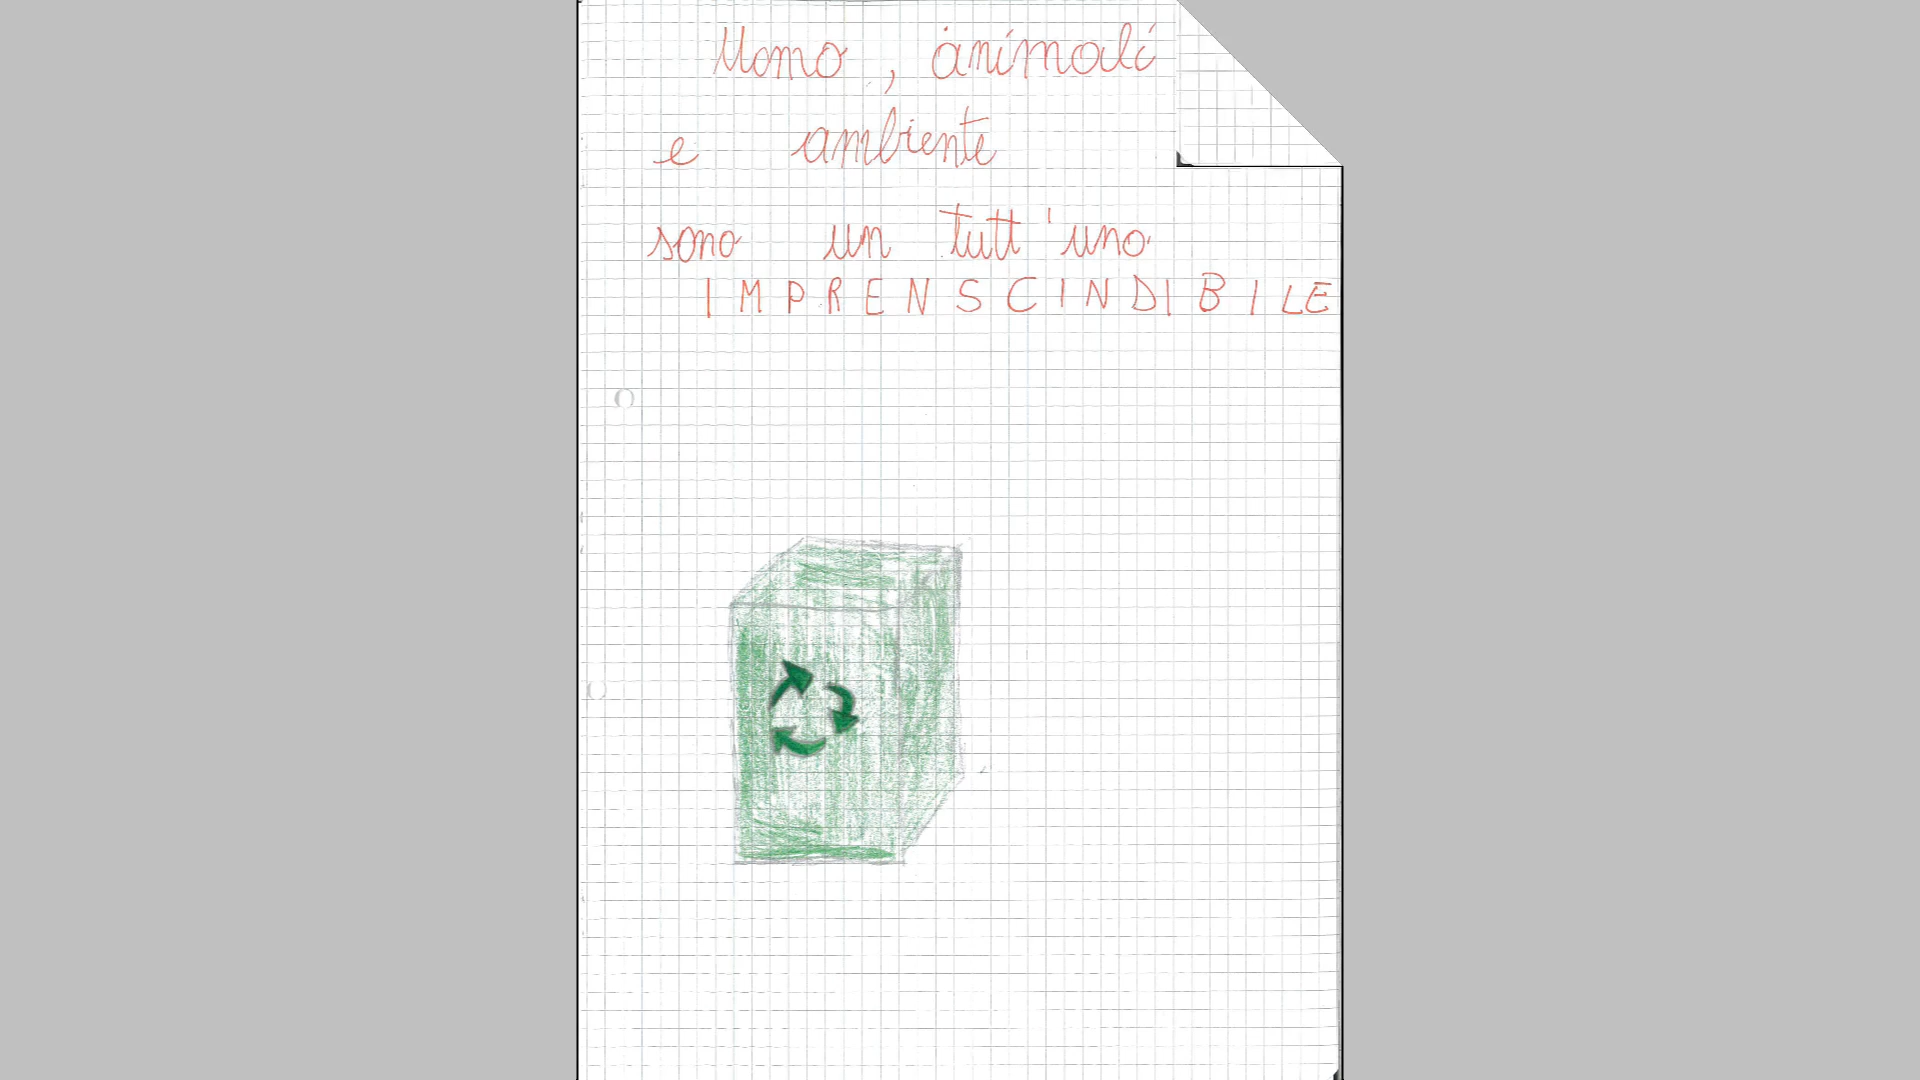 Uomo, animali
e ambiente
sono un tutt'uno
IMPRENSCINDIBILE